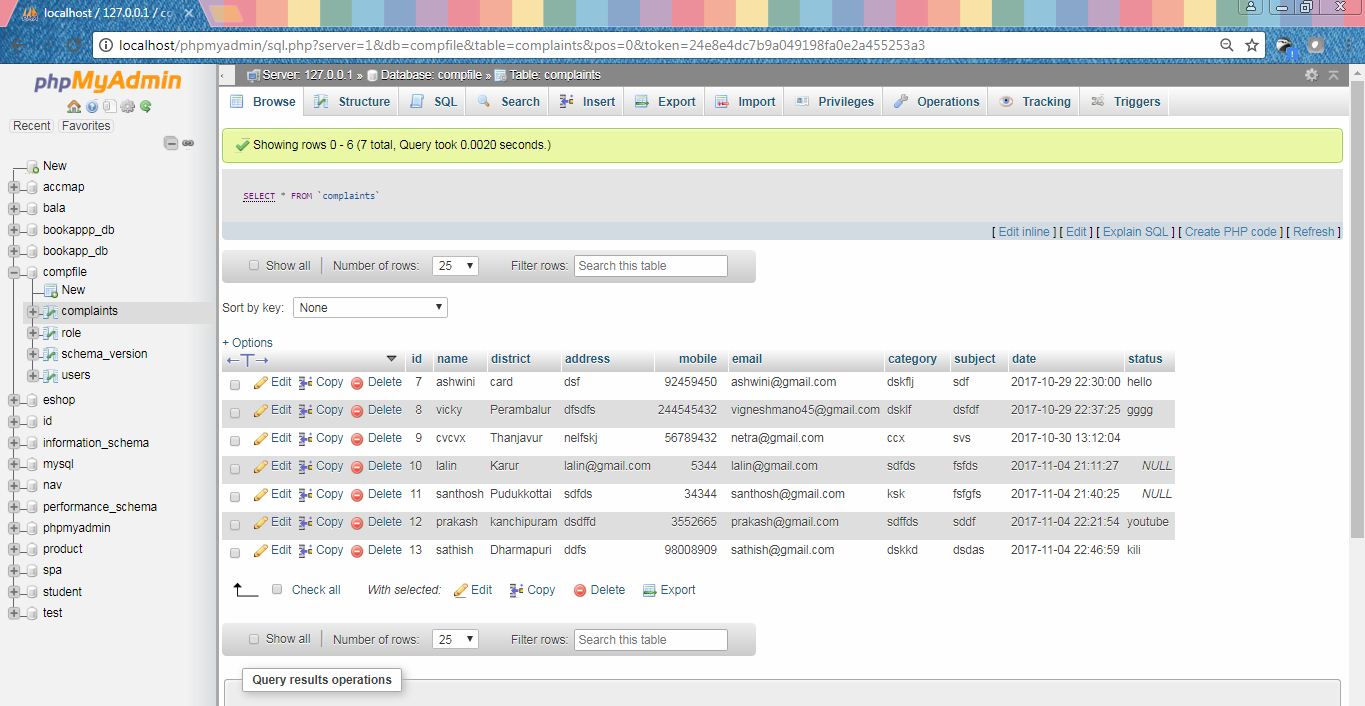 localhost / 127.0.0.1 / co
localhost/phpmyadmin/sql.php?server=1&db=compfile&table=complaints&pos=0&token=24e8e4dc7b9a049198fa0e2a455253a3
phpMyAdmin
Recent Favorites
New
accmap
bala
bookappp_db
bookapp_db
compfile
New
complaints
role
schema_version
users
eshop
id
information_schema
mysql
nav
performance_schema
phpmyadmin
product
spa
student
test
Server: 127.0.0.1 » Database: compfile » Table: complaints
Browse Structure SQL Search Insert Export Import Privileges Operations Tracking Triggers
Showing rows 0 - 6 (7 total, Query took 0.0020 seconds.)
SELECT * FROM `complaints`
[ Edit inline ] [ Edit ] [ Explain SQL ] [ Create PHP code ] [ Refresh ]
Show all | Number of rows: 25 Filter rows: Search this table
Sort by key: None
+ Options
←T→ id name district address mobile email category subject date status
Edit Copy Delete 7 ashwini card dsf 92459450 ashwini@gmail.com dskflj sdf 2017-10-29 22:30:00 hello
Edit Copy Delete 8 vicky Perambalur dfsdfs 244545432 vigneshmano45@gmail.com dsklf dsfdf 2017-10-29 22:37:25 gggg
Edit Copy Delete 9 cvcvx Thanjavur nelfskj 56789432 netra@gmail.com ccx svs 2017-10-30 13:12:04
Edit Copy Delete 10 lalin Karur lalin@gmail.com 5344 lalin@gmail.com sdfds fsfds 2017-11-04 21:11:27 NULL
Edit Copy Delete 11 santhosh Pudukkottai sdfds 34344 santhosh@gmail.com ksk fsfgfs 2017-11-04 21:40:25 NULL
Edit Copy Delete 12 prakash kanchipuram dsdffd 3552665 prakash@gmail.com sdffds sddf 2017-11-04 22:21:54 youtube
Edit Copy Delete 13 sathish Dharmapuri ddfs 98008909 sathish@gmail.com dskkd dsdas 2017-11-04 22:46:59 kili
Check all With selected: Edit Copy Delete Export
Show all | Number of rows: 25 Filter rows: Search this table
Query results operations